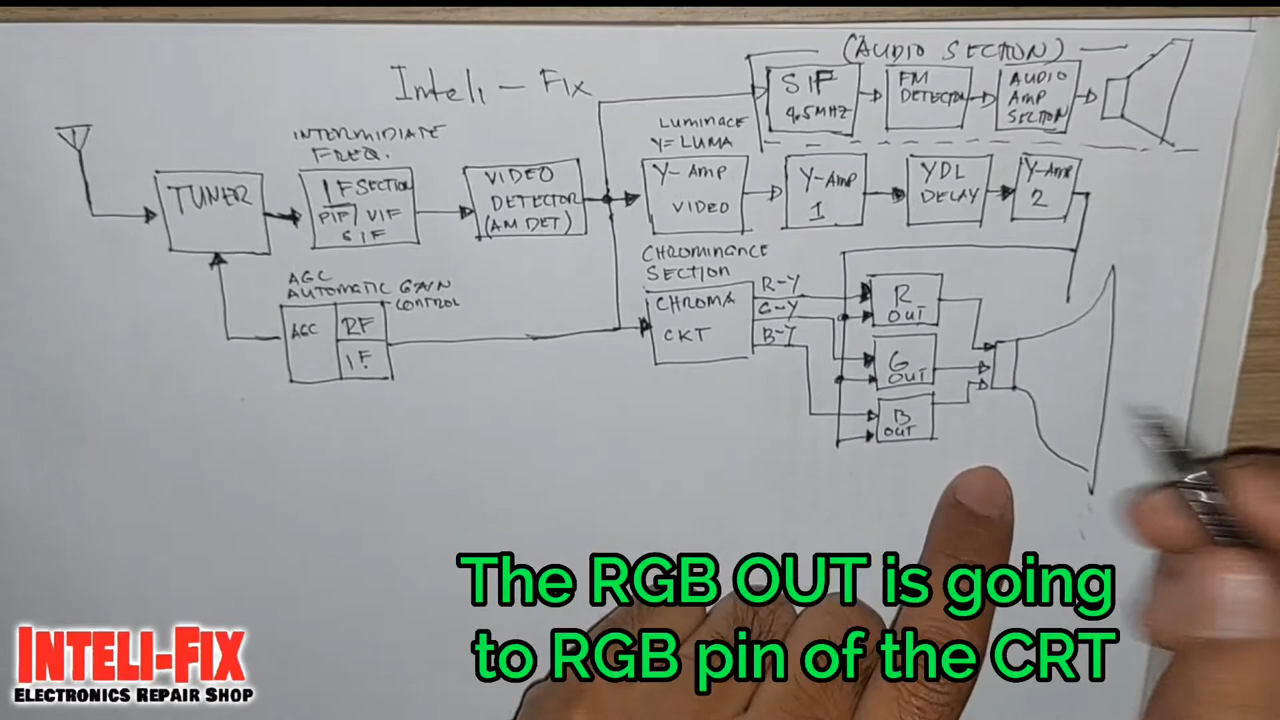 (AUDIO SECTION)
Inteli-Fix
SIF
4.5MHZ
FM
DETECTOR
AUDIO
AMP
SECTION
LUMINACE
Y=LUMA
INTERMIDIATE
FREQ.
TUNER
IF SECTION
PIF/VIF
SIF
VIDEO
DETECTOR
(AM DET)
Y-AMP
VIDEO
Y-AMP
1
YDL
DELAY
Y-AMP
2
CHROMINANCE
SECTION
AGC
AUTOMATIC GAIN
CONTROL
AGC
RF
IF
CHROMA
CKT
R-Y
G-Y
B-Y
R
OUT
G
OUT
B
OUT
The RGB OUT is going
to RGB pin of the CRT
INTELI-FIX
ELECTRONICS REPAIR SHOP